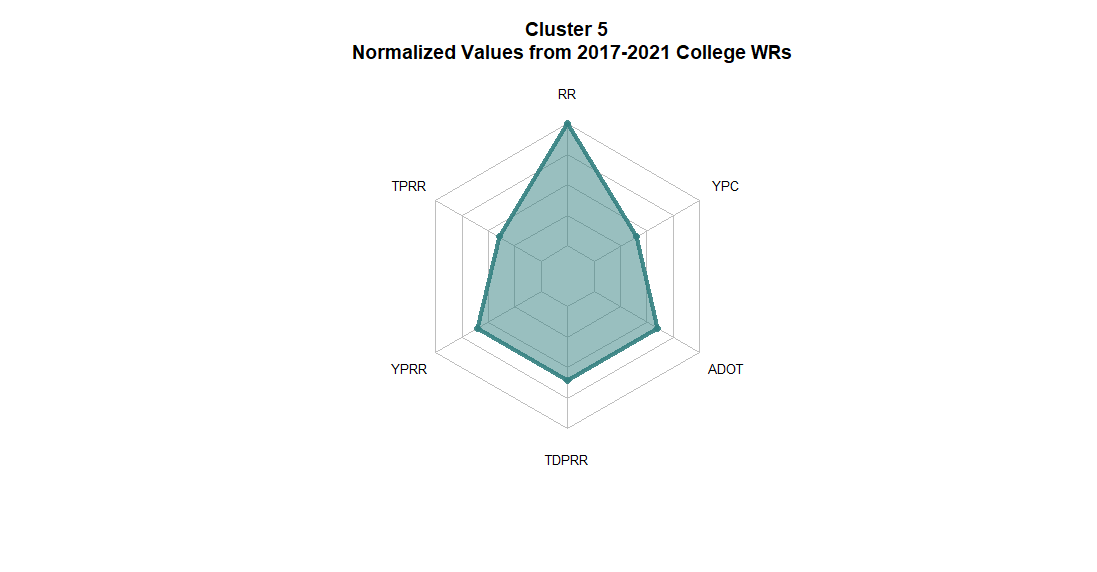 Cluster 5
Normalized Values from 2017-2021 College WRs
RR
TPRR
YPC
YPRR
ADOT
TDPRR